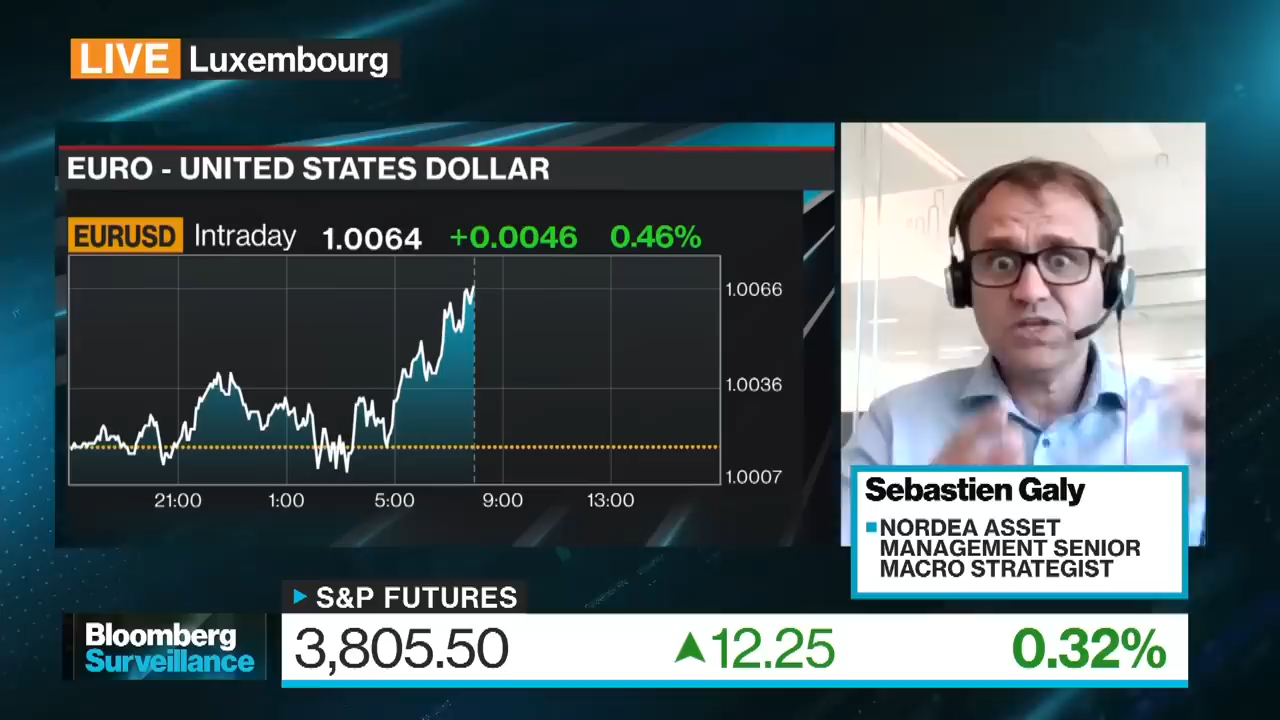 LIVE Luxembourg
EURO - UNITED STATES DOLLAR
EURUSD Intraday 1.0064 +0.0046 0.46%
1.0066
1.0036
1.0007
21:00 1:00 5:00 9:00 13:00
Sebastien Galy
NORDEA ASSET
MANAGEMENT SENIOR
MACRO STRATEGIST
S&P FUTURES
Bloomberg
Surveillance
3,805.50 12.25 0.32%